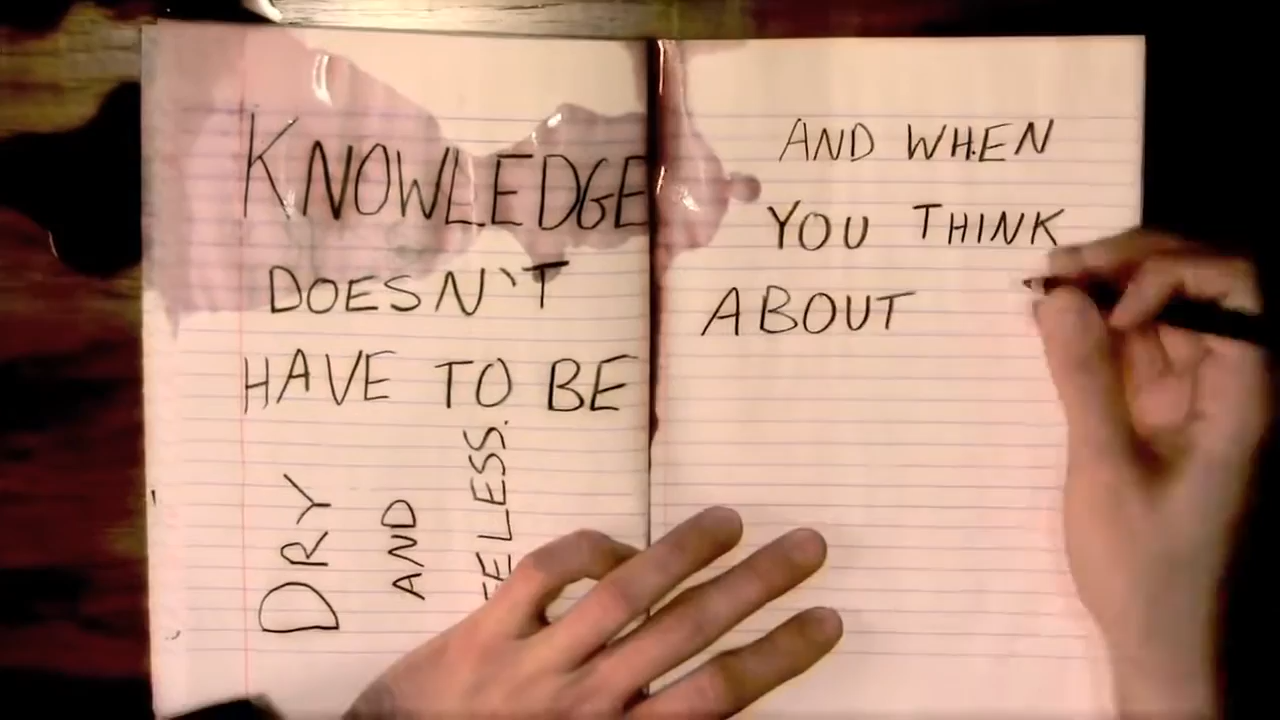 KNOWLEDGE
DOESN'T
HAVE TO BE
DRY
AND
AND WHEN
YOU THINK
ABOUT